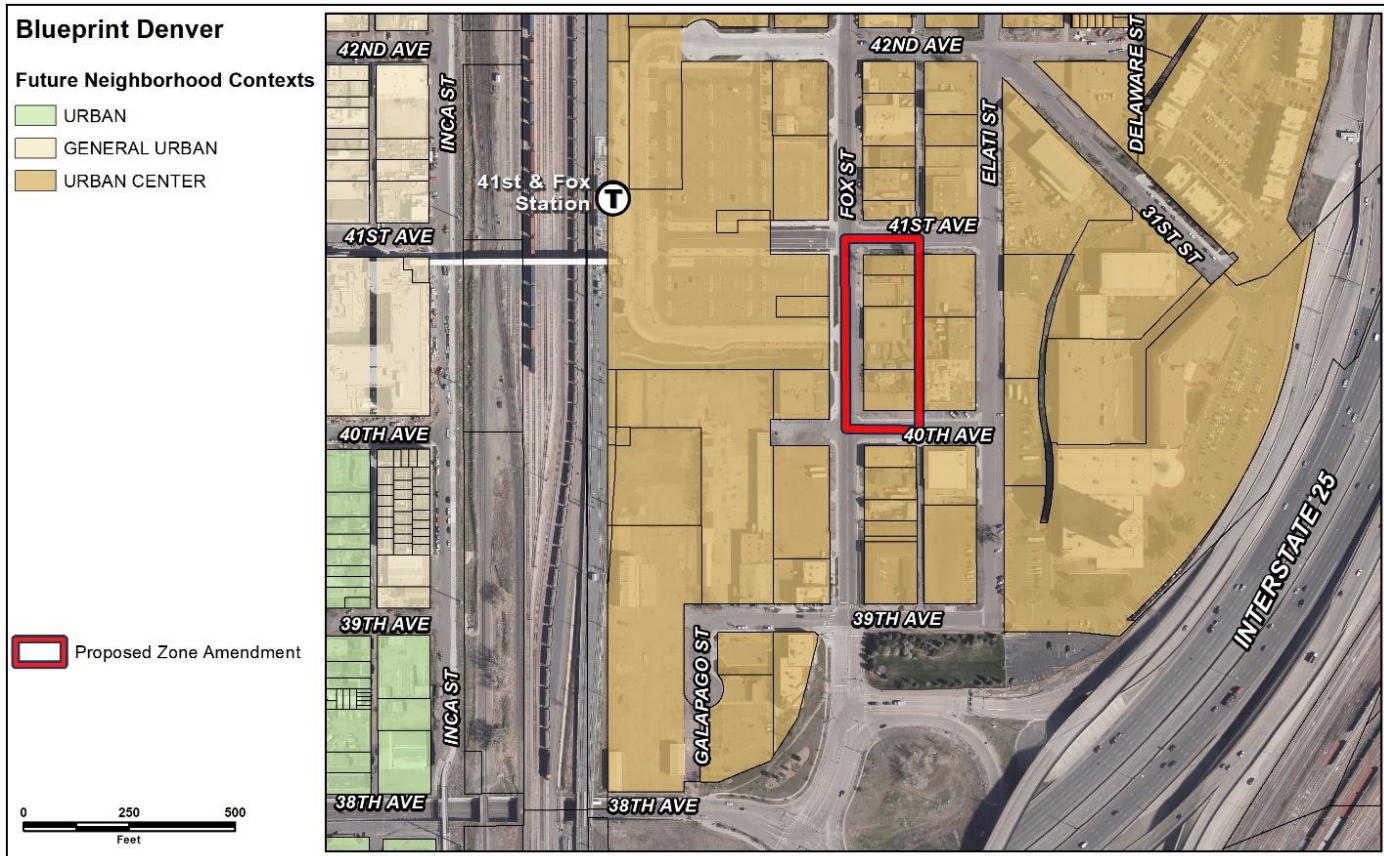 Blueprint Denver
Future Neighborhood Contexts
URBAN
GENERAL URBAN
URBAN CENTER
Proposed Zone Amendment
0 250 500
Feet
42ND AVE
INCA ST
42ND AVE
DELAWARE ST
ELATI ST
FOX ST
41st & Fox
Station
T
31ST ST
41ST AVE
41ST AVE
40TH AVE
40TH AVE
INTERSTATE 25
39TH AVE
39TH AVE
GALAPAGO ST
INCA ST
38TH AVE
38TH AVE